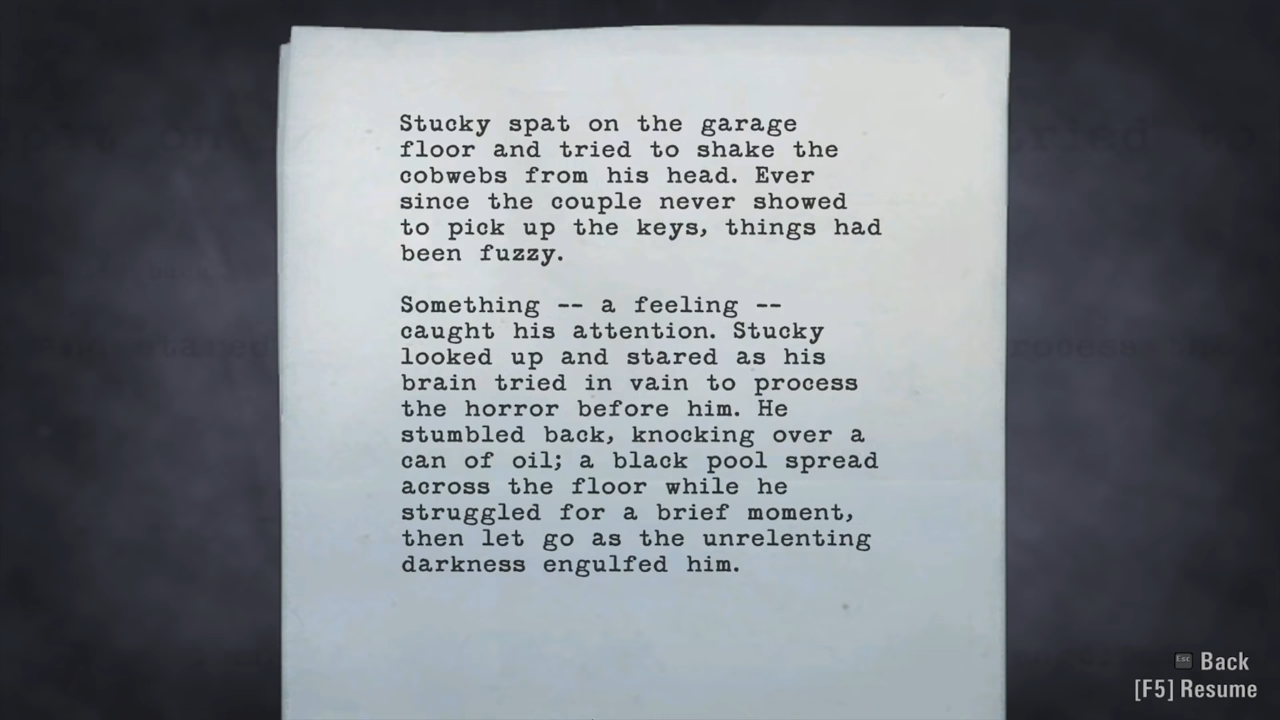 Stucky spat on the garage
floor and tried to shake the
cobwebs from his head. Ever
since the couple never showed
to pick up the keys, things had
been fuzzy.
Something -- a feeling --
caught his attention. Stucky
looked up and stared as his
brain tried in vain to process
the horror before him. He
stumbled back, knocking over a
can of oil; a black pool spread
across the floor while he
struggled for a brief moment,
then let go as the unrelenting
darkness engulfed him.
Esc Back
[F5] Resume